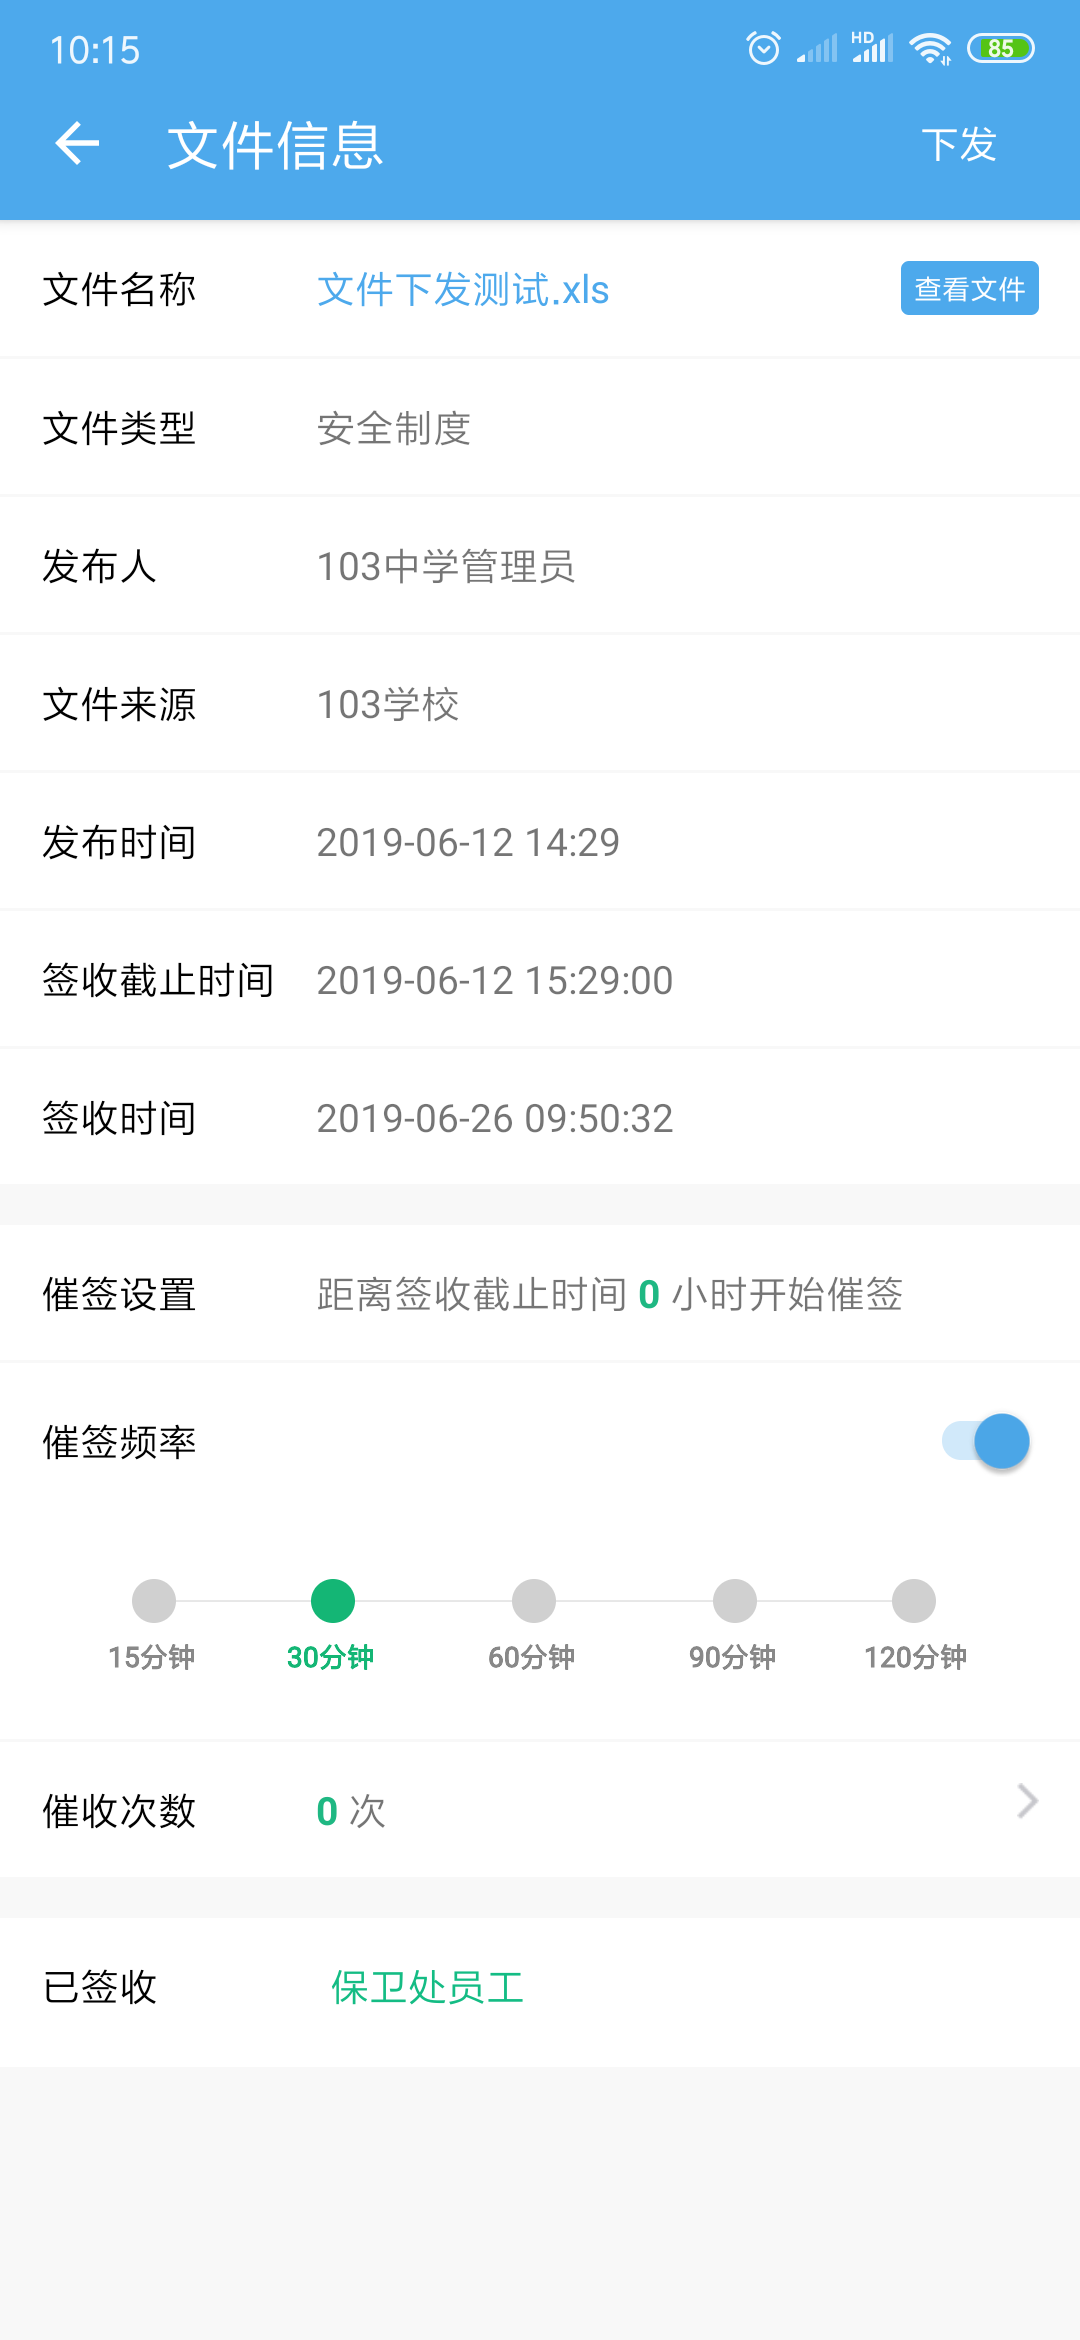 10:15
HD
85
文件信息
下发
文件名称 文件下发测试.xls 查看文件
文件类型 安全制度
发布人 103中学管理员
文件来源 103学校
发布时间 2019-06-12 14:29
签收截止时间 2019-06-12 15:29:00
签收时间 2019-06-26 09:50:32
催签设置 距离签收截止时间 0 小时开始催签
催签频率
15分钟 30分钟 60分钟 90分钟 120分钟
催收次数 0 次
已签收 保卫处员工